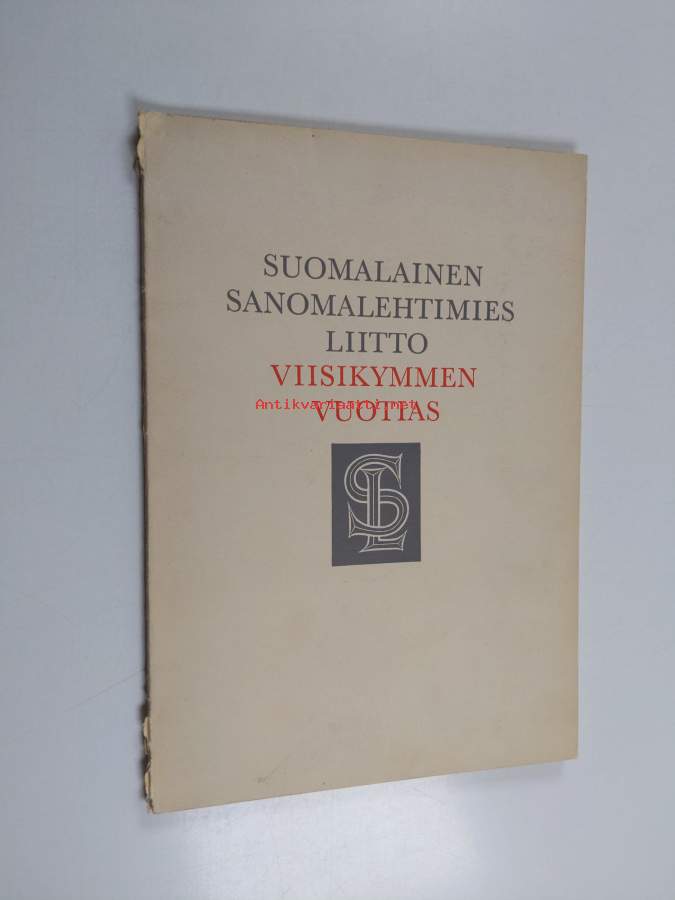 SUOMALAINEN
SANOMALEHTIMIES
LIITTO
VIISIKYMMEN
Antikvariaatti.net
VUOTIAS
SL